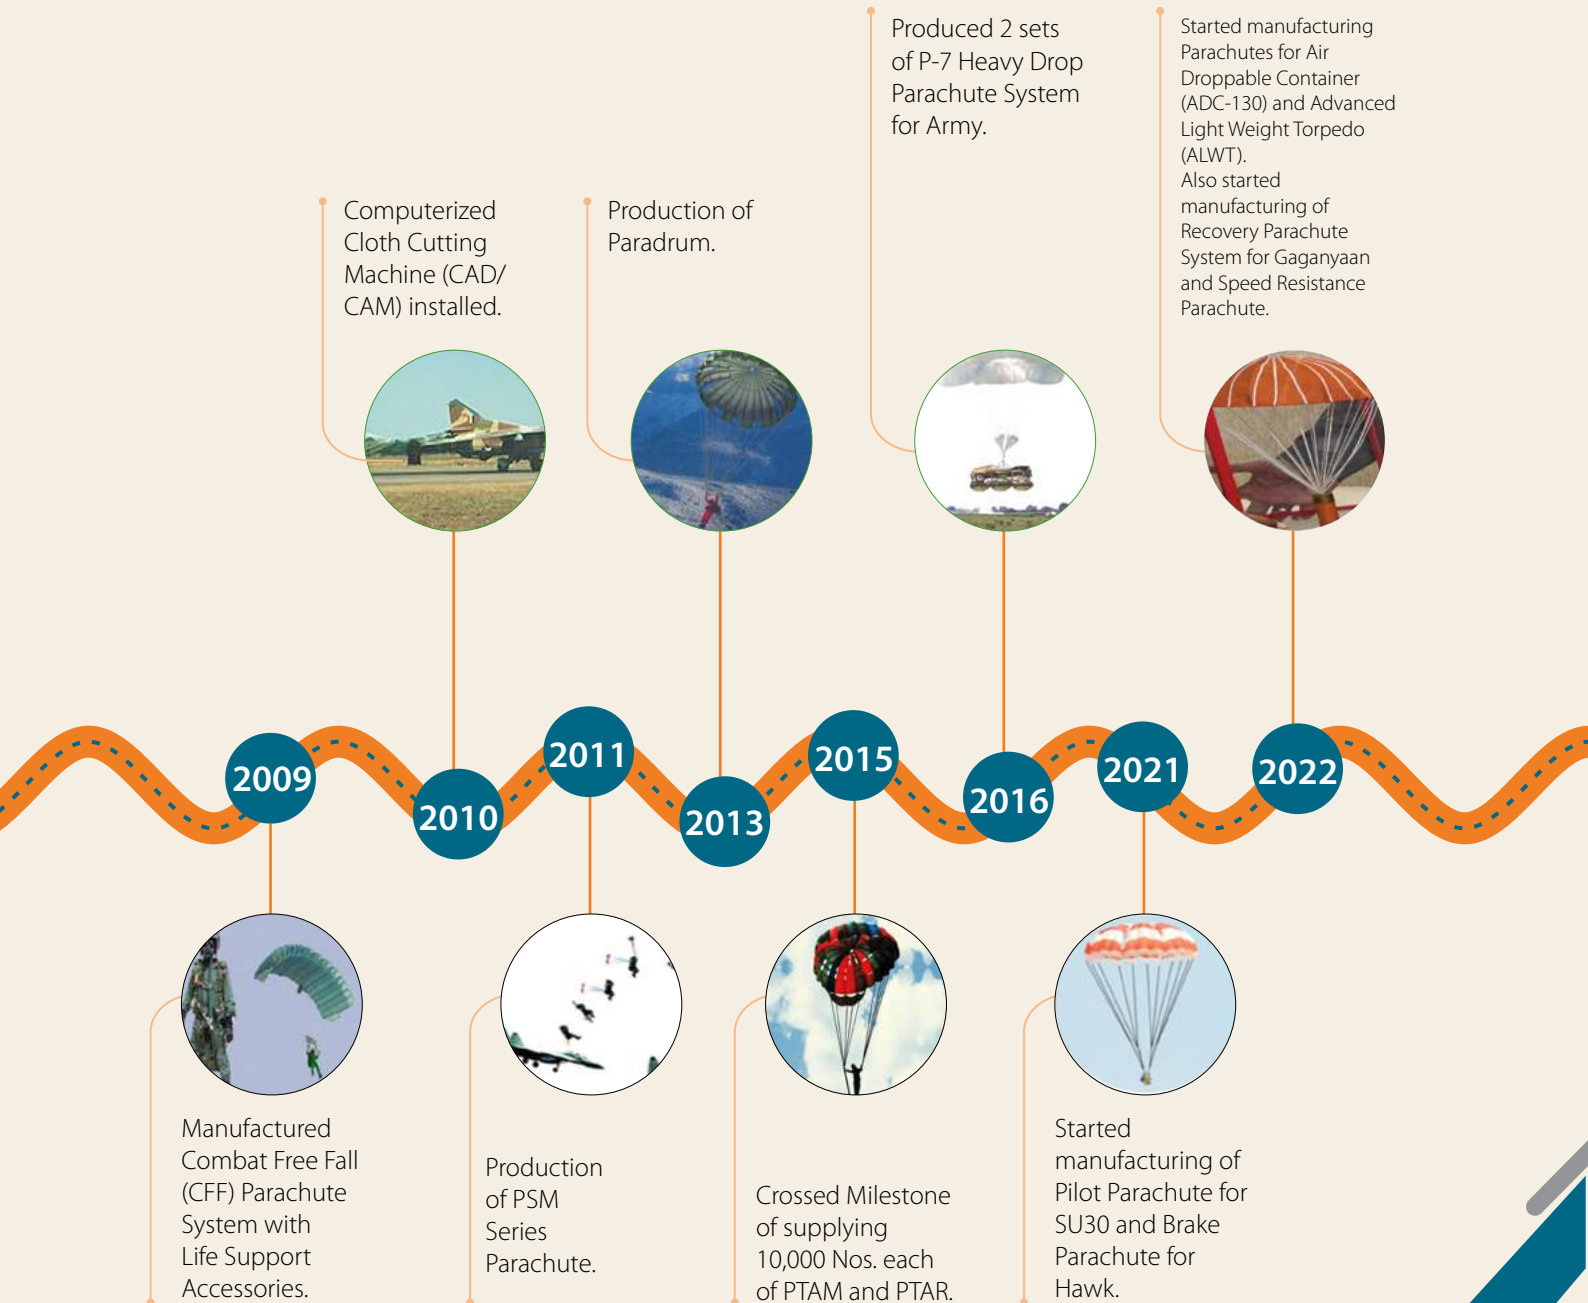 Produced 2 sets
of P-7 Heavy Drop
Parachute System
for Army.
Started manufacturing
Parachutes for Air
Droppable Container
(ADC-130) and Advanced
Light Weight Torpedo
(ALWT).
Also started
manufacturing of
Recovery Parachute
System for Gaganyaan
and Speed Resistance
Parachute.
Computerized
Cloth Cutting
Machine (CAD/
CAM) installed.
Production of
Paradrum.
2009
2010
2011
2013
2015
2016
2021
2022
Manufactured
Combat Free Fall
(CFF) Parachute
System with
Life Support
Accessories.
Production
of PSM
Series
Parachute.
Crossed Milestone
of supplying
10,000 Nos. each
of PTAM and PTAR.
Started
manufacturing of
Pilot Parachute for
SU30 and Brake
Parachute for
Hawk.